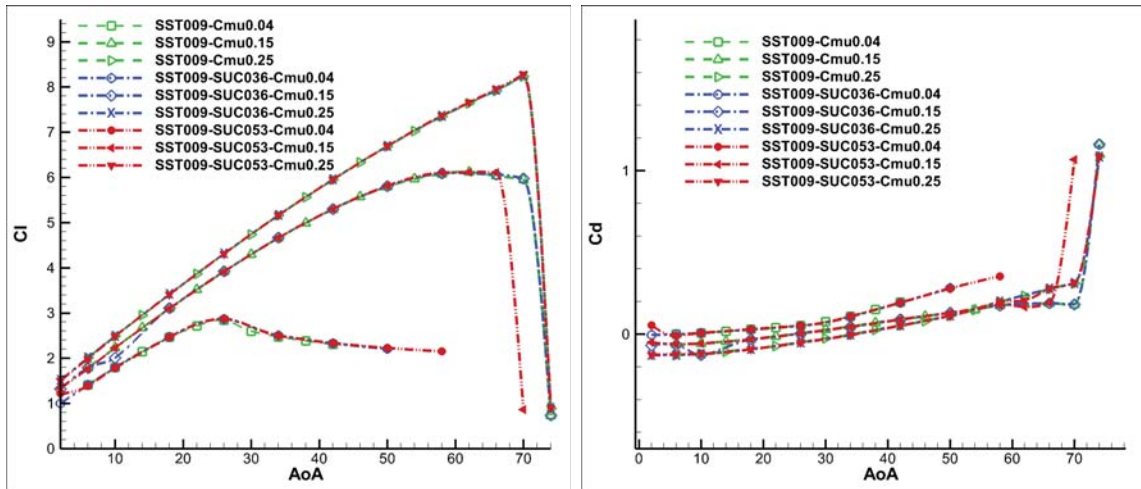 SST009-Cmu0.04
SST009-Cmu0.15
SST009-Cmu0.25
SST009-SUC036-Cmu0.04
SST009-SUC036-Cmu0.15
SST009-SUC036-Cmu0.25
SST009-SUC053-Cmu0.04
SST009-SUC053-Cmu0.15
SST009-SUC053-Cmu0.25
9
8
7
6
5
4
3
2
1
0
Cl
10 20 30 40 50 60 70
AoA
SST009-Cmu0.04
SST009-Cmu0.15
SST009-Cmu0.25
SST009-SUC036-Cmu0.04
SST009-SUC036-Cmu0.15
SST009-SUC036-Cmu0.25
SST009-SUC053-Cmu0.04
SST009-SUC053-Cmu0.15
SST009-SUC053-Cmu0.25
1
0
Cd
0 10 20 30 40 50 60 70
AoA